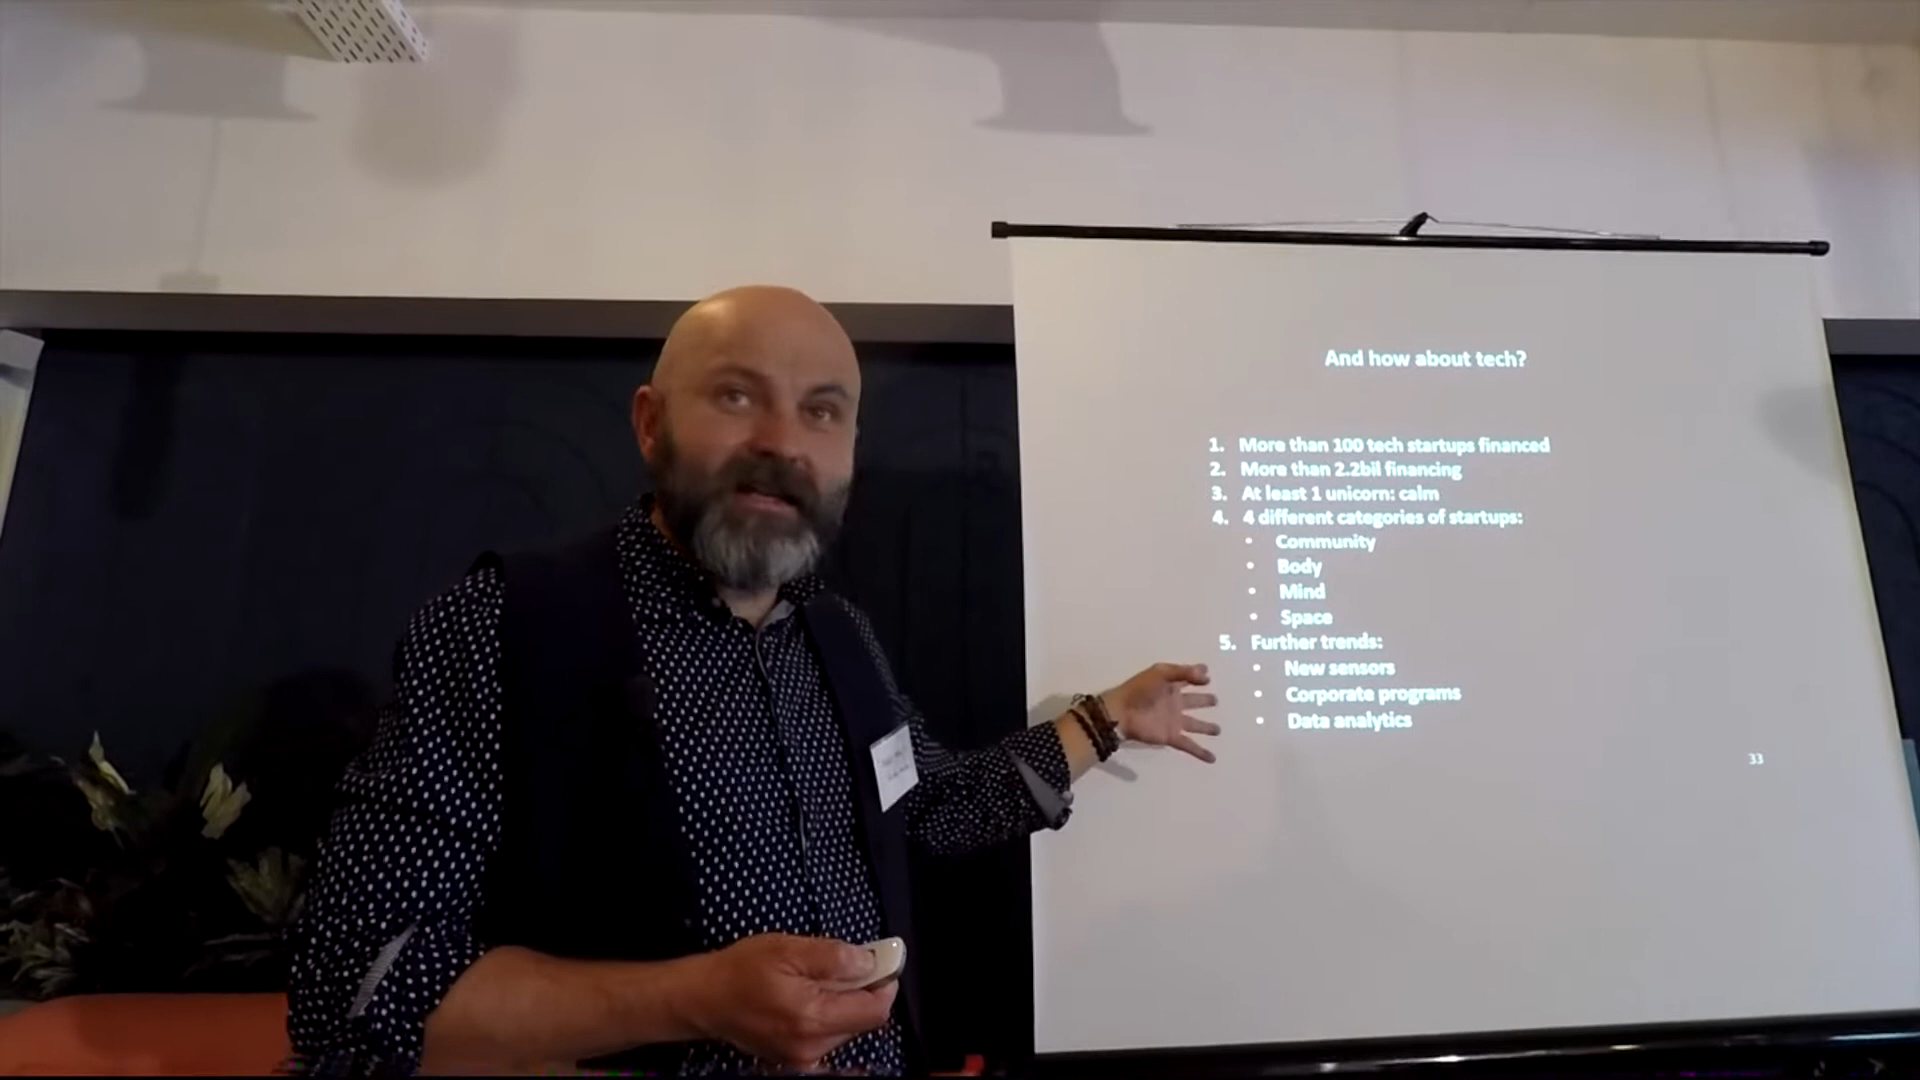 And how about tech?
1. More than 100 tech startups financed
2. More than 2.2bil financing
3. At least 1 unicorn: calm
4. 4 different categories of startups:
• Community
• Body
• Mind
• Space
5. Further trends:
• New sensors
• Corporate programs
• Data analytics
33